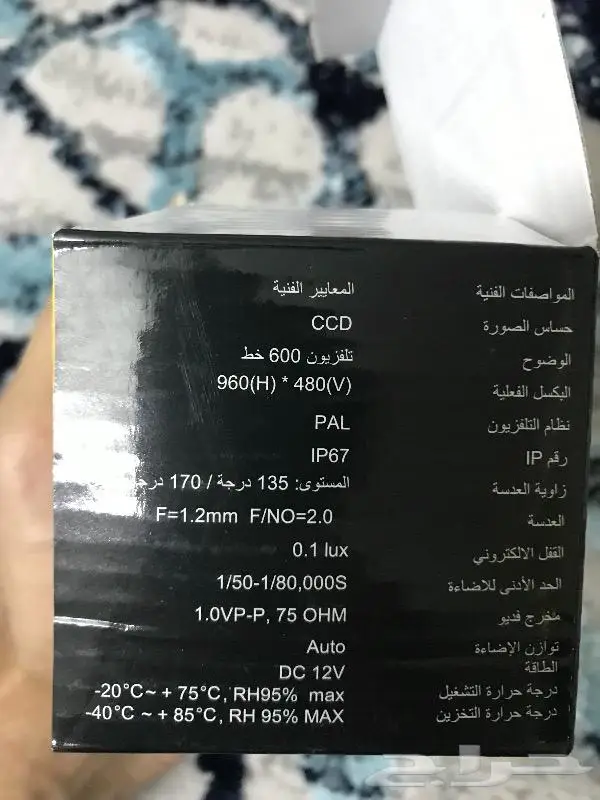 المواصفات الفنية المعايير الفنية
حساس الصورة CCD
الوضوح تلفزيون 600 خط
البكسل الفعلية 960(H) * 480(V)
نظام التلفزيون PAL
رقم IP IP67
زاوية العدسة المستوى: 135 درجة / 170
العدسة F=1.2mm F/NO=2.0
القفل الالكتروني 0.1 lux
الحد الأدنى للاضاءة 1/50-1/80,000S
مخرج فديو 1.0VP-P, 75 OHM
توازن الإضاءة Auto
الطاقة DC 12V
درجة حرارة التشغيل -20°C~ + 75°C, RH95% max
درجة حرارة التخزين -40°C ~ + 85°C, RH 95% MAX
حراج